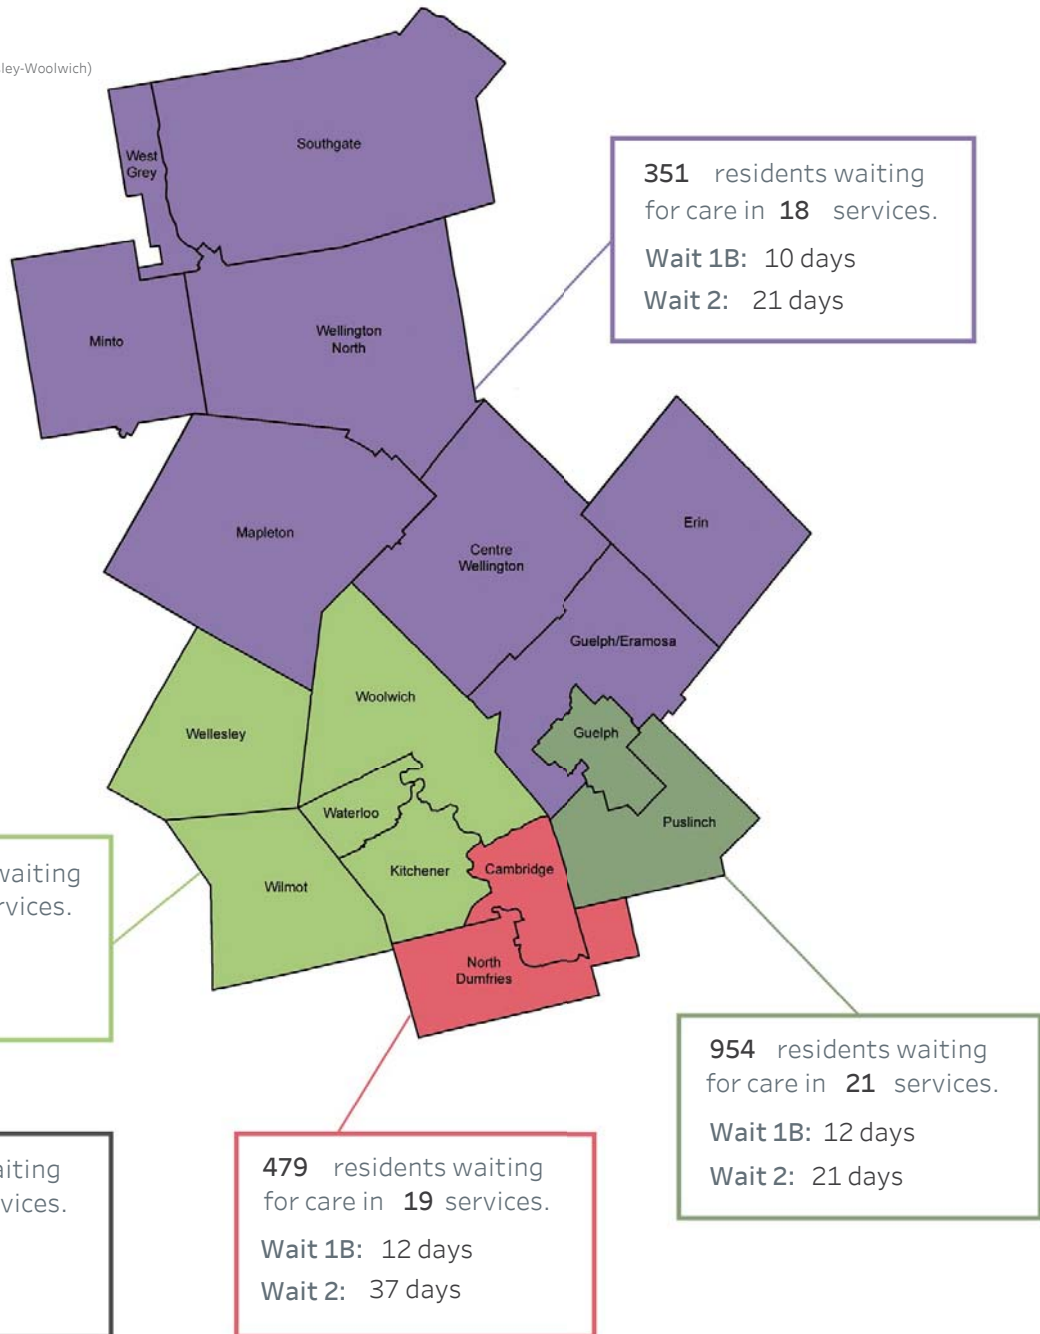 ley-Woolwich)
Southgate
West
Grey
351 residents waiting
for care in 18 services.
Wait 1B: 10 days
Wait 2: 21 days
Minto
Wellington
North
Erin
Mapleton
Centre
Wellington
Guelph/Eramosa
Woolwich
Wellesley
Guelph
Waterloo
Puslinch
Kitchener
Cambridge
Wilmot
waiting
rvices.
North
Dumfries
954 residents waiting
for care in 21 services.
Wait 1B: 12 days
Wait 2: 21 days
aiting
vices.
479 residents waiting
for care in 19 services.
Wait 1B: 12 days
Wait 2: 37 days